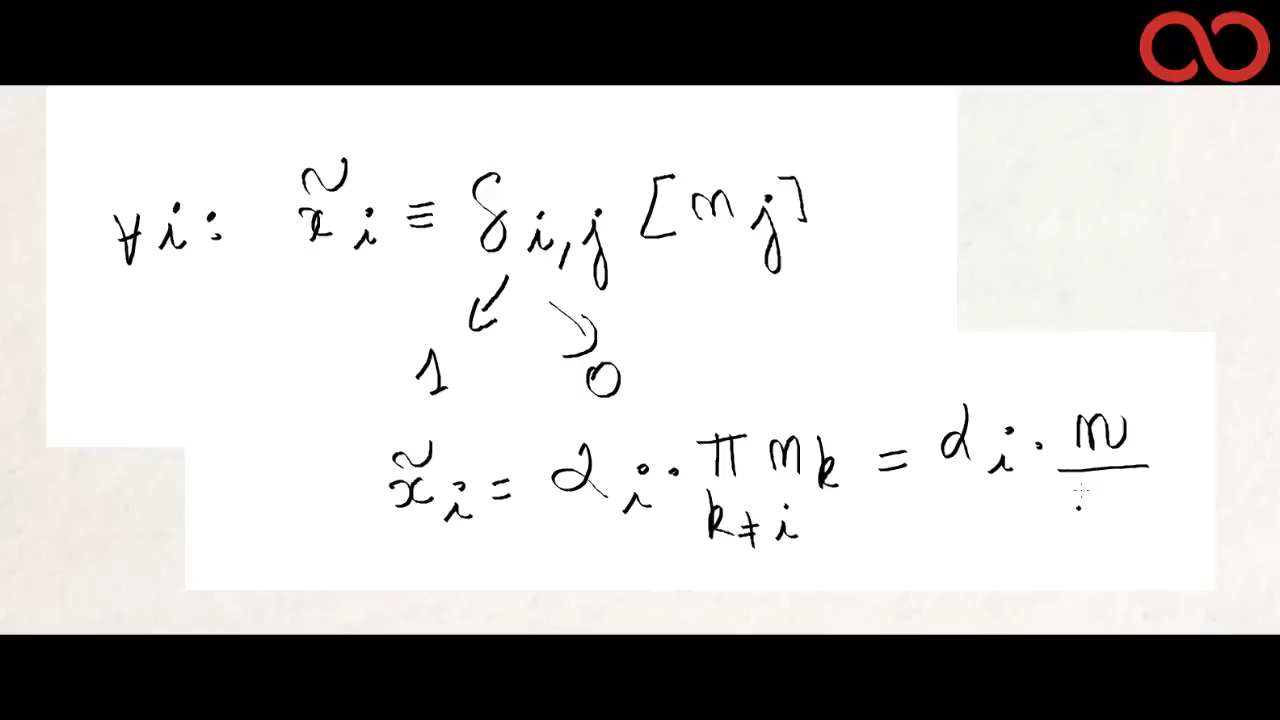 ∀i: x̃ᵢ ≡ δᵢ,ⱼ [mⱼ]
1 0
x̃ᵢ = αᵢ · π mₖ = αᵢ · m
k≠i